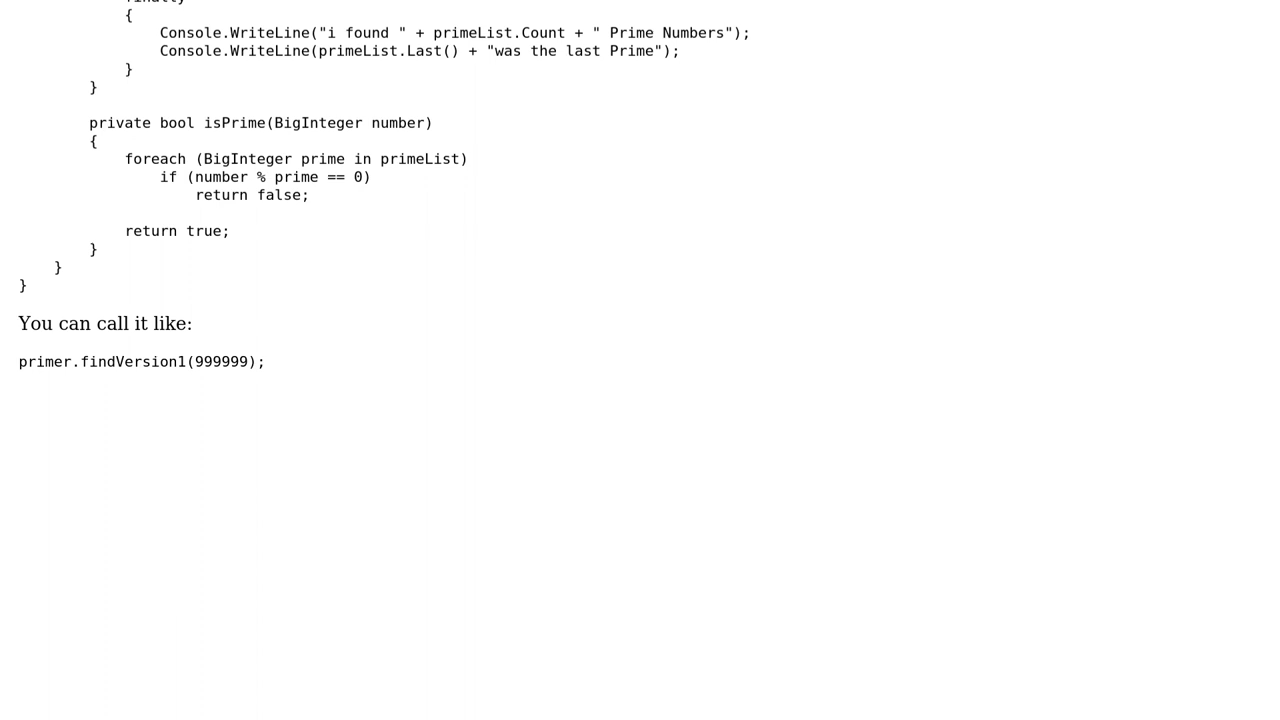 finally
            {
                Console.WriteLine("i found " + primeList.Count + " Prime Numbers");
                Console.WriteLine(primeList.Last() + "was the last Prime");
            }
        }

        private bool isPrime(BigInteger number)
        {
            foreach (BigInteger prime in primeList)
                if (number % prime == 0)
                    return false;

            return true;
        }
    }
}
You can call it like:
primer.findVersion1(999999);